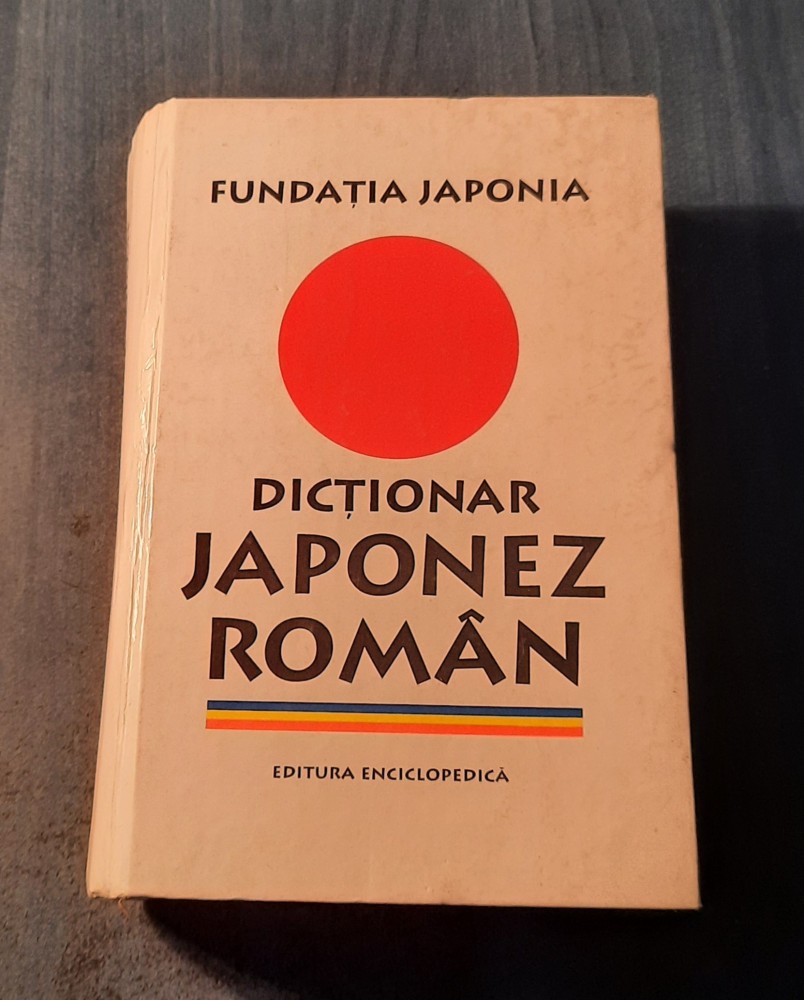 FUNDAȚIA JAPONIA
DICȚIONAR
JAPONEZ
ROMÂN
EDITURA ENCICLOPEDICĂ